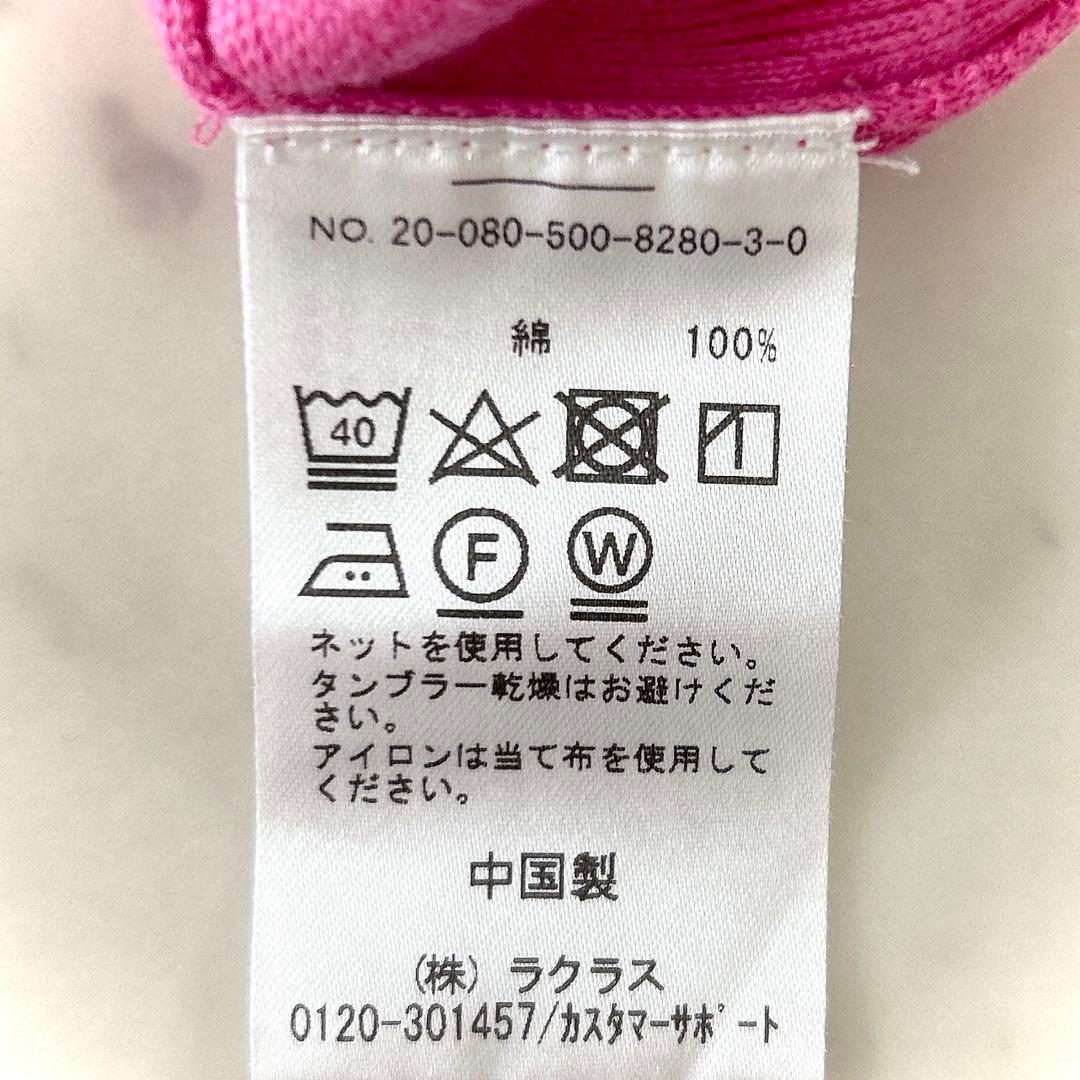 NO. 20-080-500-8280-3-0
綿 100%
40
F W
ネットを使用してください。
タンブラー乾燥はお避けくだ
さい。
アイロンは当て布を使用して
ください。
中国製
(株) ラクラス
0120-301457/カスタマーサポート